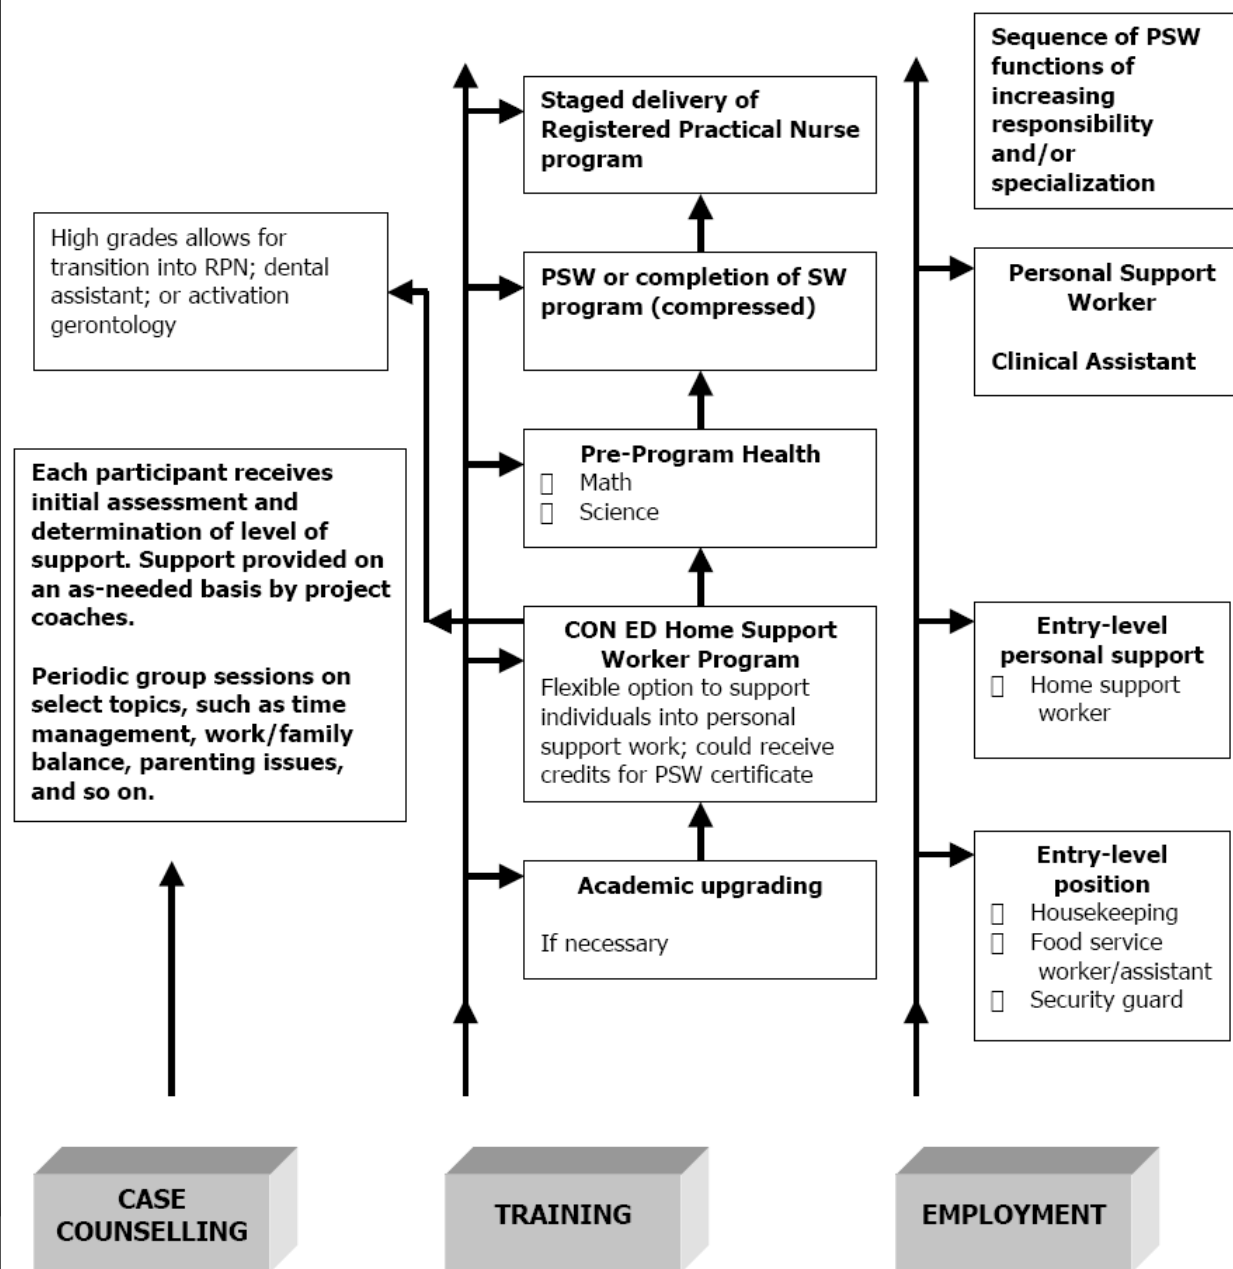 Sequence of PSW
functions of
increasing
responsibility
and/or
specialization
Staged delivery of
Registered Practical Nurse
program
High grades allows for
transition into RPN; dental
assistant; or activation
gerontology
PSW or completion of SW
program (compressed)
Personal Support
Worker
Clinical Assistant
Each participant receives
initial assessment and
determination of level of
support. Support provided on
an as-needed basis by project
coaches.
Periodic group sessions on
select topics, such as time
management, work/family
balance, parenting issues,
and so on.
Pre-Program Health
Math
Science
CON ED Home Support
Worker Program
Flexible option to support
individuals into personal
support work; could receive
credits for PSW certificate
Entry-level
personal support
Home support
worker
Academic upgrading
If necessary
Entry-level
position
Housekeeping
Food service
worker/assistant
Security guard
CASE
COUNSELLING
TRAINING
EMPLOYMENT